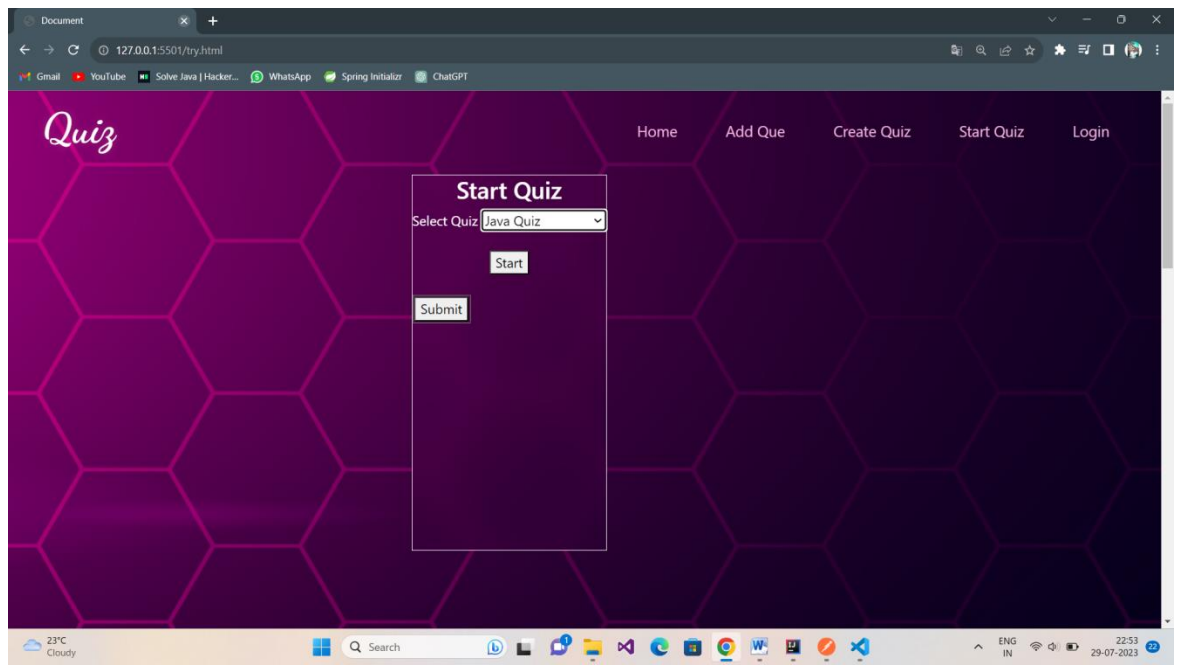 Document
127.0.0.1:5501/try.html
Gmail YouTube Solve Java | Hacker... WhatsApp Spring Initializr ChatGPT
Quiz Home Add Que Create Quiz Start Quiz Login
Start Quiz
Select Quiz Java Quiz
Start
Submit
23°C
Cloudy
Search
ENG
IN
22:53
29-07-2023
22